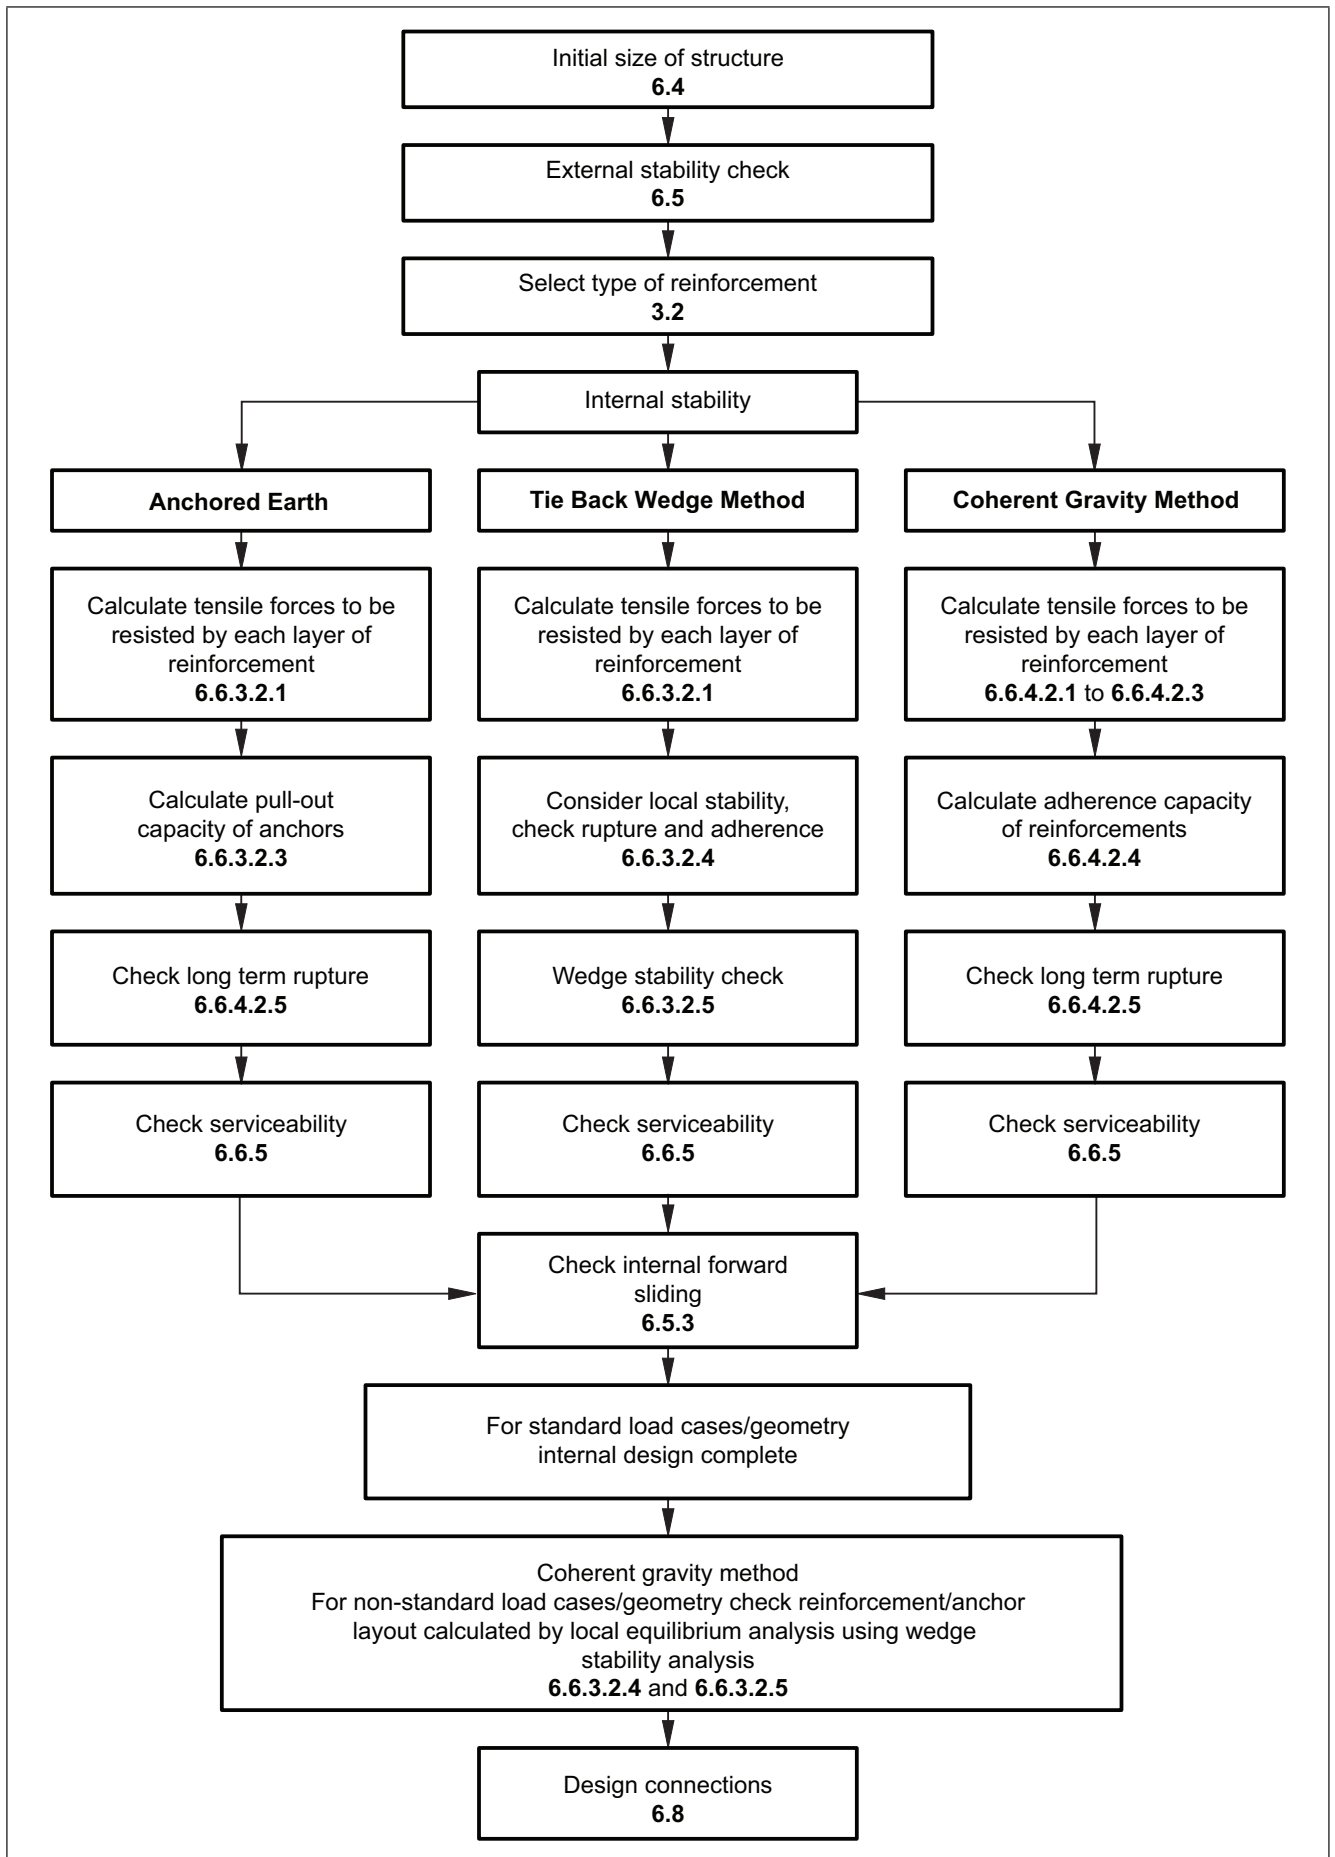 Initial size of structure
6.4
External stability check
6.5
Select type of reinforcement
3.2
Internal stability
Anchored Earth
Tie Back Wedge Method
Coherent Gravity Method
Calculate tensile forces to be
resisted by each layer of
reinforcement
6.6.3.2.1
Calculate tensile forces to be
resisted by each layer of
reinforcement
6.6.3.2.1
Calculate tensile forces to be
resisted by each layer of
reinforcement
6.6.4.2.1 to 6.6.4.2.3
Calculate pull-out
capacity of anchors
6.6.3.2.3
Consider local stability,
check rupture and adherence
6.6.3.2.4
Calculate adherence capacity
of reinforcements
6.6.4.2.4
Check long term rupture
6.6.4.2.5
Wedge stability check
6.6.3.2.5
Check long term rupture
6.6.4.2.5
Check serviceability
6.6.5
Check serviceability
6.6.5
Check serviceability
6.6.5
Check internal forward
sliding
6.5.3
For standard load cases/geometry
internal design complete
Coherent gravity method
For non-standard load cases/geometry check reinforcement/anchor
layout calculated by local equilibrium analysis using wedge
stability analysis
6.6.3.2.4 and 6.6.3.2.5
Design connections
6.8